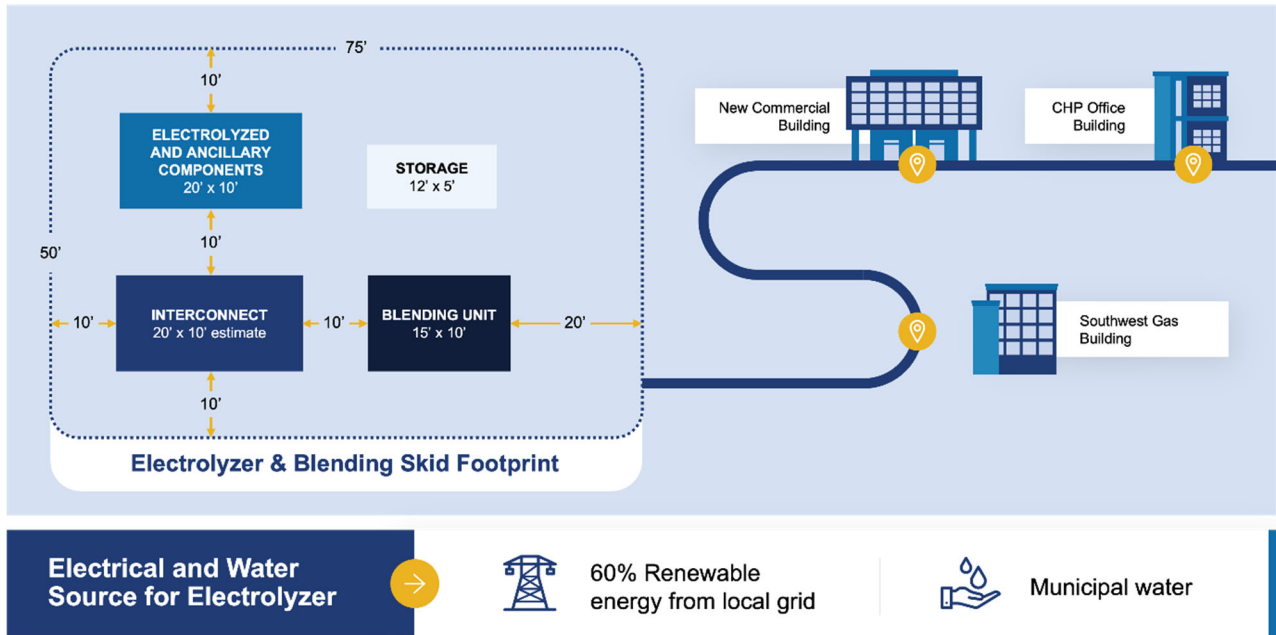 75’
10’
ELECTROLYZED
AND ANCILLARY
COMPONENTS
20’ x 10’
STORAGE
12’ x 5’
10’
50’
10’
INTERCONNECT
20’ x 10’ estimate
10’
BLENDING UNIT
15’ x 10’
20’
10’
Electrolyzer & Blending Skid Footprint
New Commercial
Building
CHP Office
Building
Southwest Gas
Building
Electrical and Water
Source for Electrolyzer
60% Renewable
energy from local grid
Municipal water